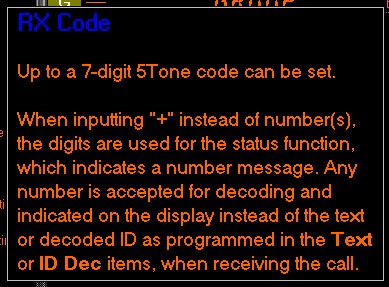 RX Code
Up to a 7-digit 5Tone code can be set.
When inputting "+" instead of number(s),
the digits are used for the status function,
which indicates a number message. Any
number is accepted for decoding and
indicated on the display instead of the text
or decoded ID as programmed in the Text
or ID Dec items, when receiving the call.